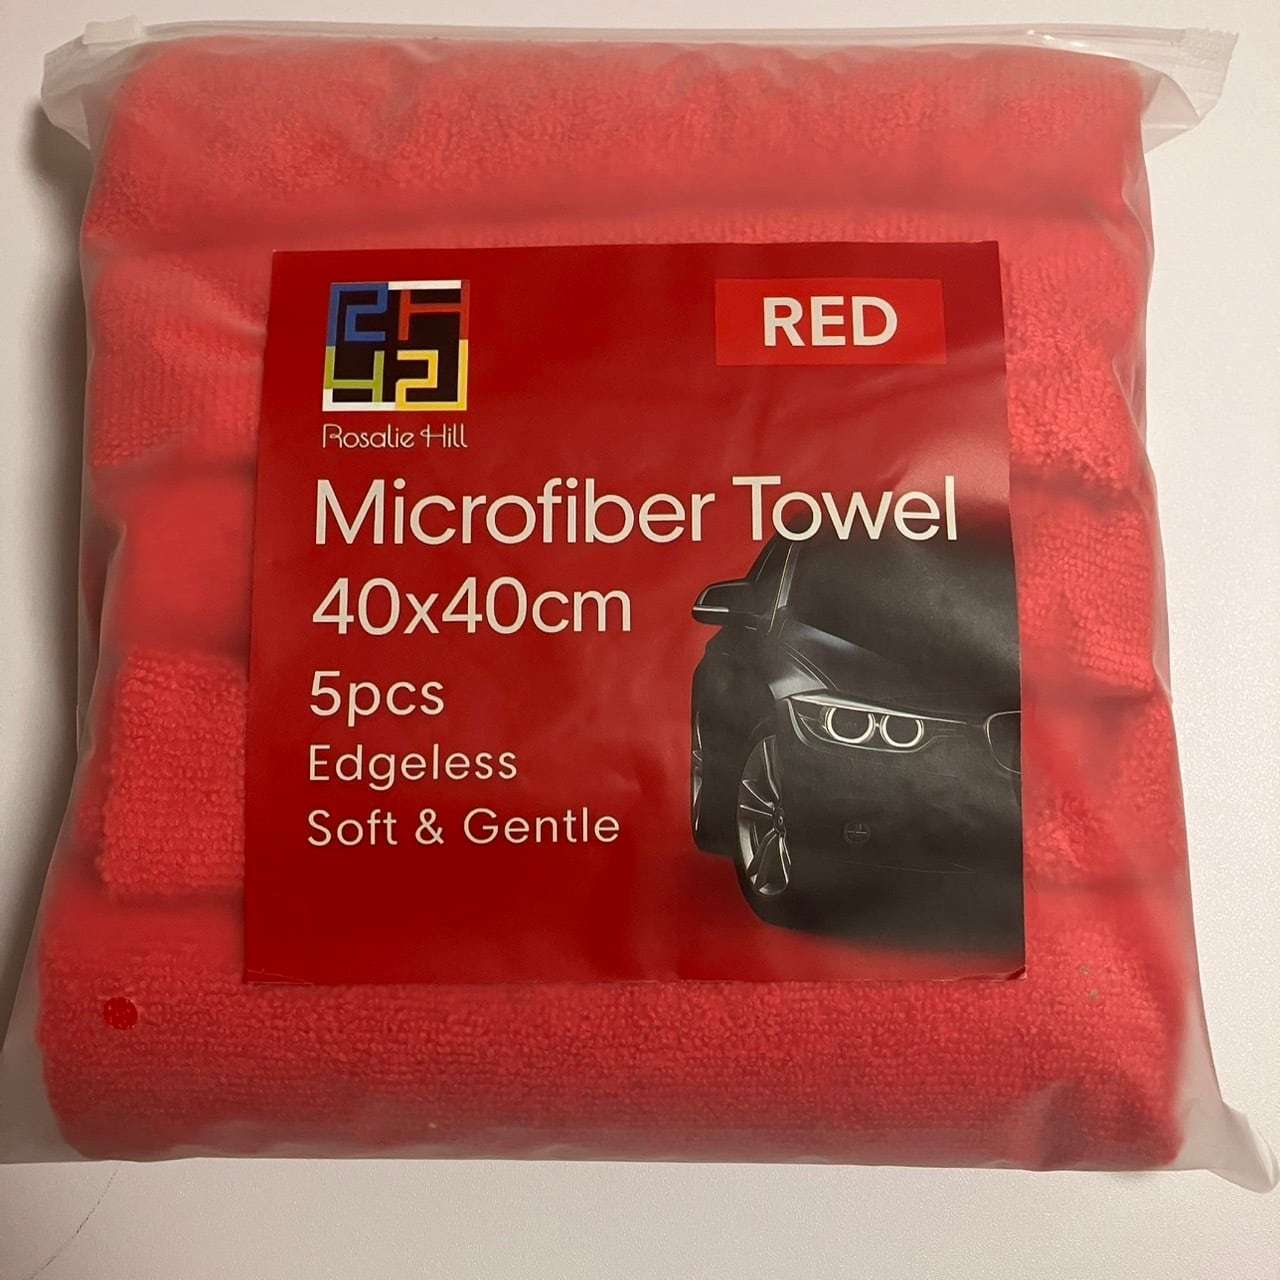 RED
Rosalie Hill
Microfiber Towel
40x40cm
5pcs
Edgeless
Soft & Gentle